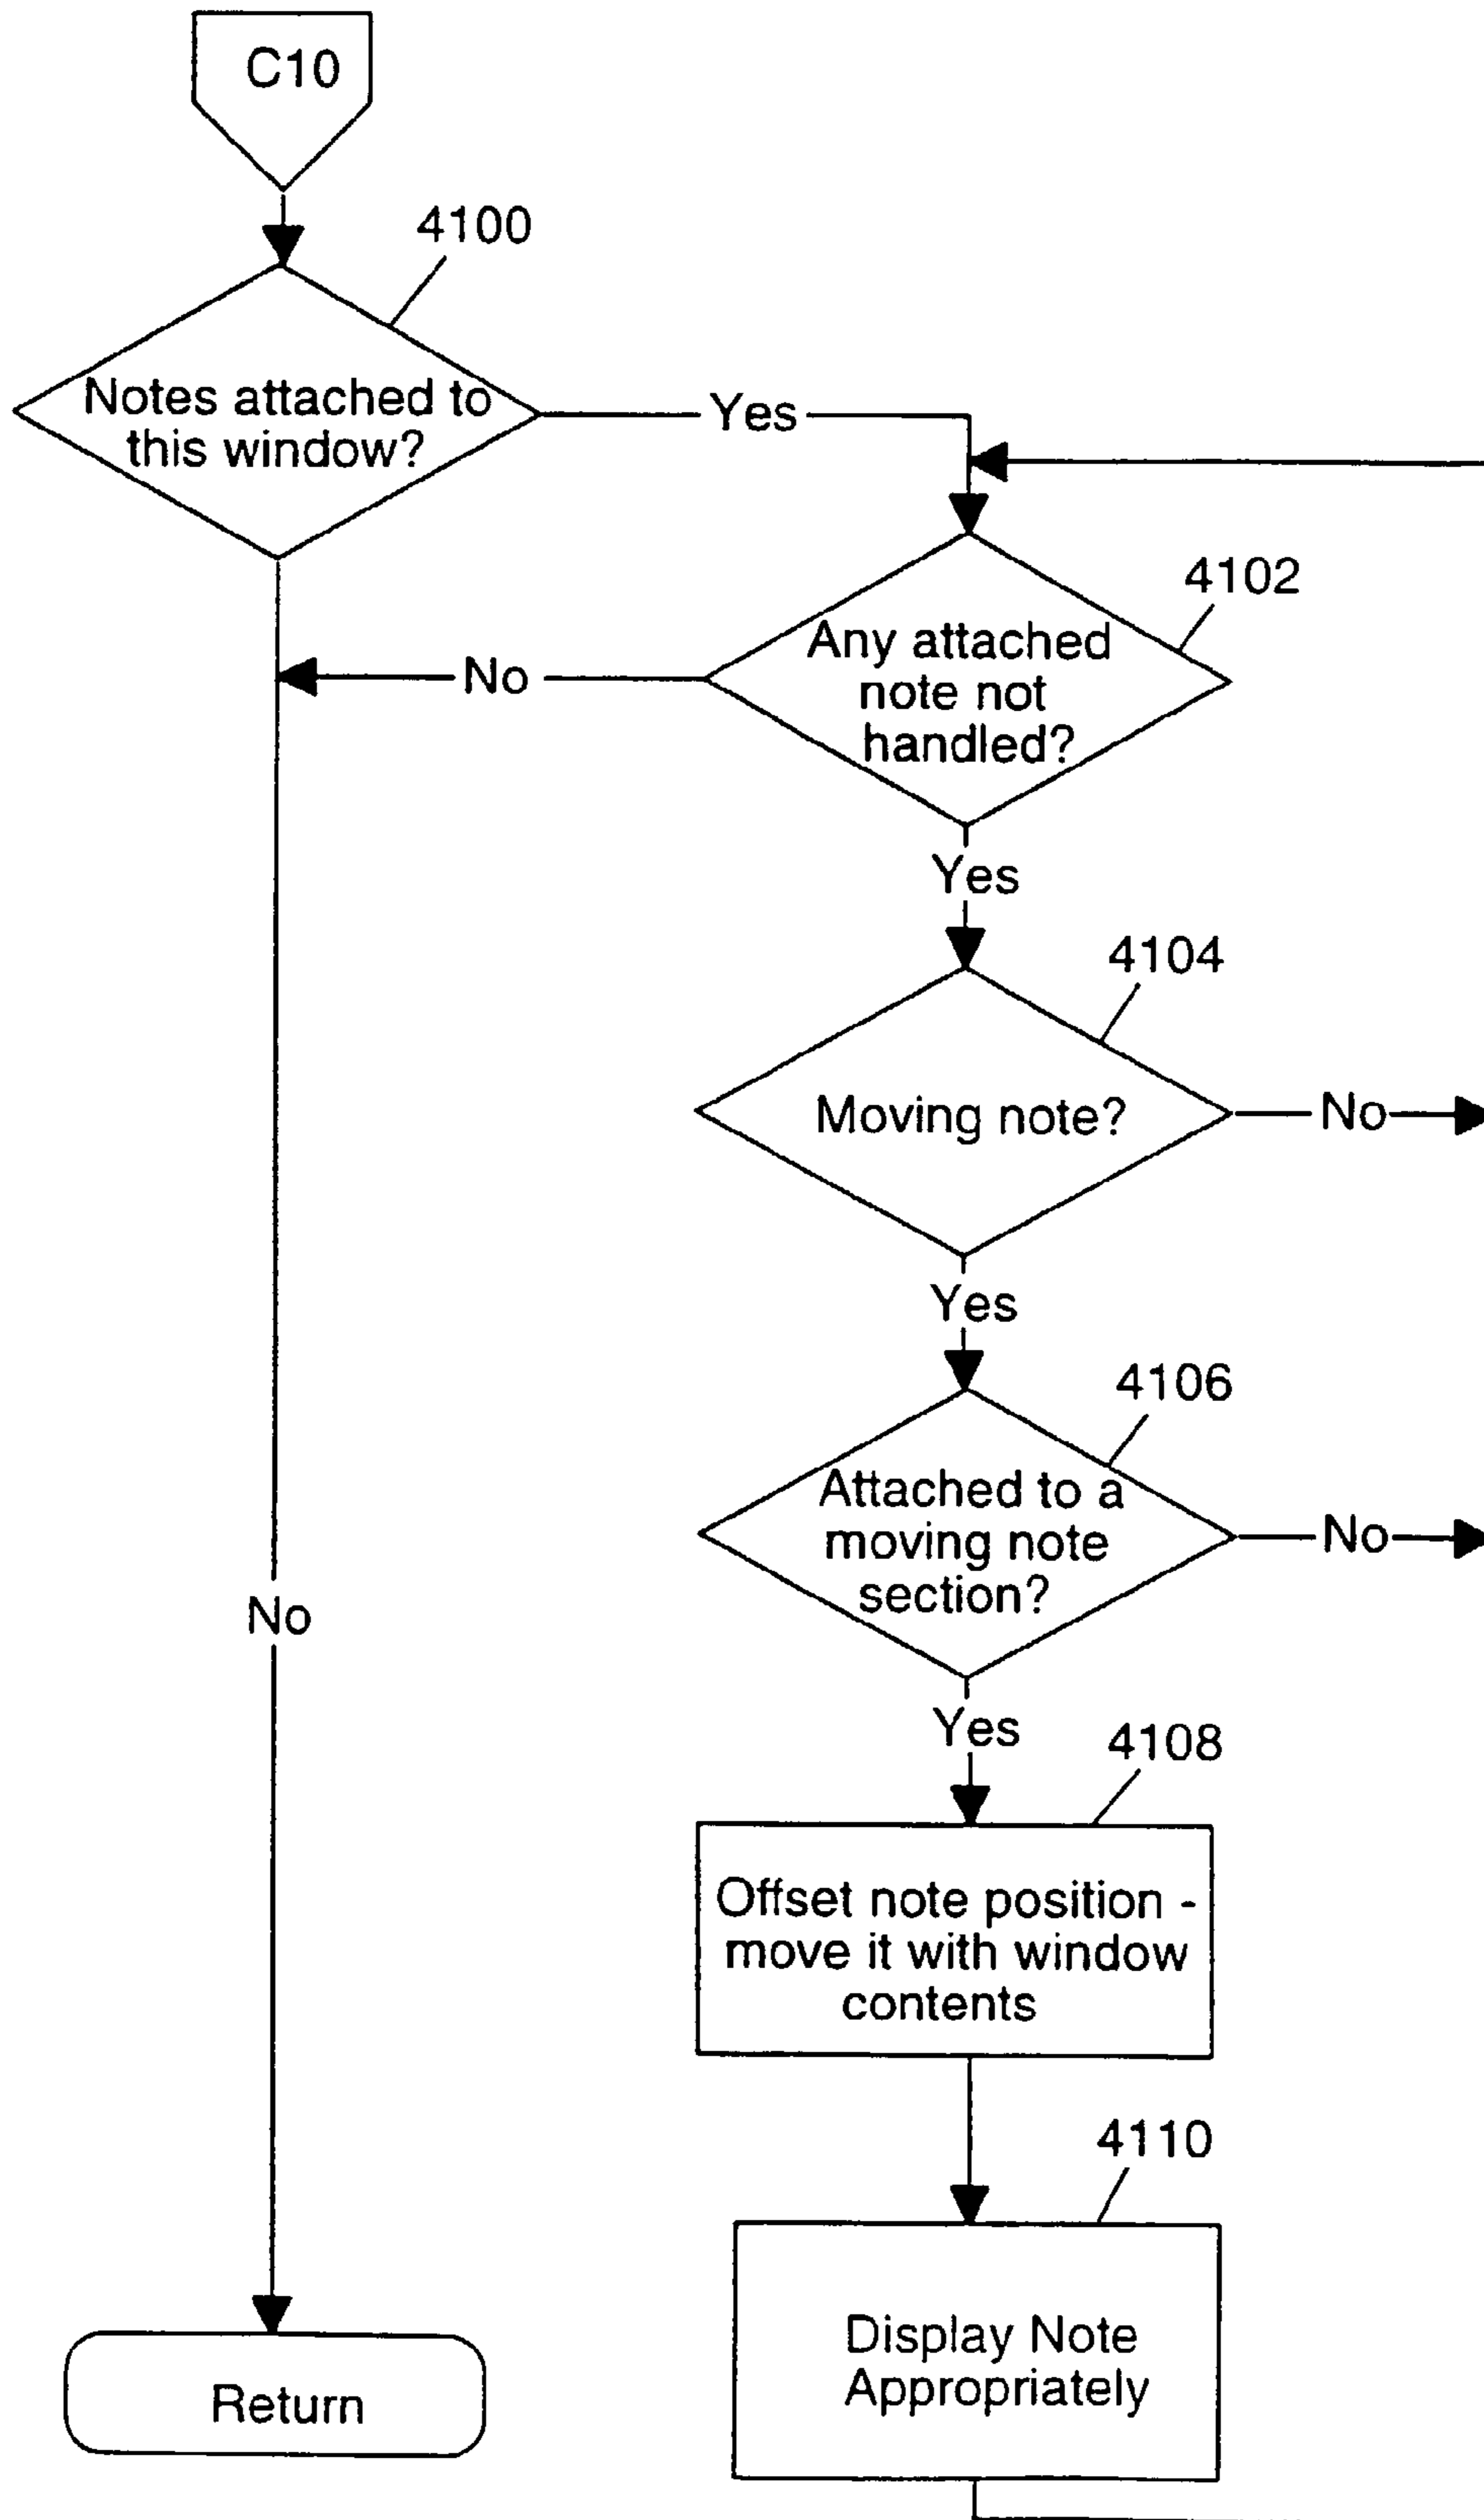 C10
4100
Notes attached to
this window?
Yes
4102
Any attached
note not
handled?
No
Yes
4104
Moving note?
No
Yes
4106
Attached to a
moving note
section?
No
No
Yes
4108
Offset note position -
move it with window
contents
4110
Display Note
Appropriately
Return